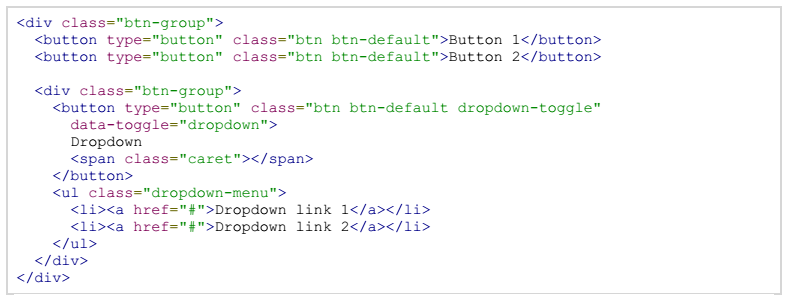 <div class="btn-group">
  <button type="button" class="btn btn-default">Button 1</button>
  <button type="button" class="btn btn-default">Button 2</button>

  <div class="btn-group">
    <button type="button" class="btn btn-default dropdown-toggle"
      data-toggle="dropdown">
      Dropdown
      <span class="caret"></span>
    </button>
    <ul class="dropdown-menu">
      <li><a href="#">Dropdown link 1</a></li>
      <li><a href="#">Dropdown link 2</a></li>
    </ul>
  </div>
</div>